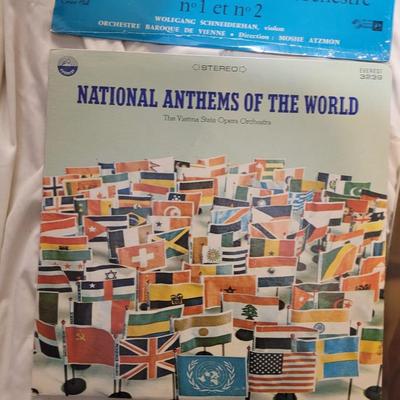 nº1 et nº2
WOLFGANG SCHNEIDERHAN, violon
ORCHESTRE BAROQUE DE VIENNE • Direction : MOSHE ATZMON
STEREO
EVEREST
3239
NATIONAL ANTHEMS OF THE WORLD
The Vienna State Opera Orchestra